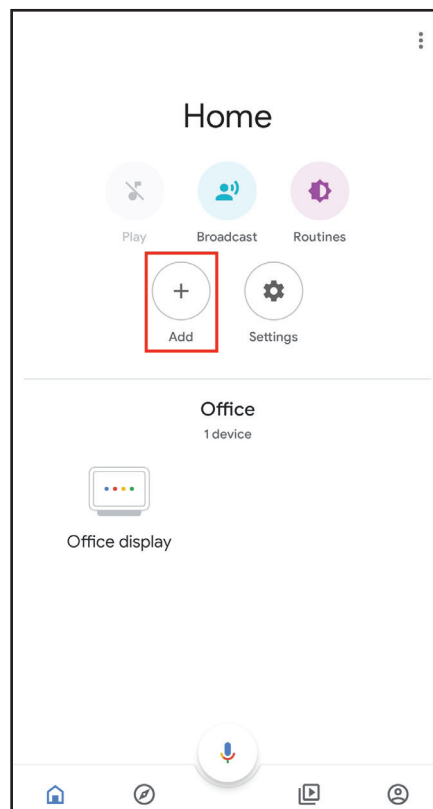 Home
Play Broadcast Routines
Add Settings
Office
1 device
Office display